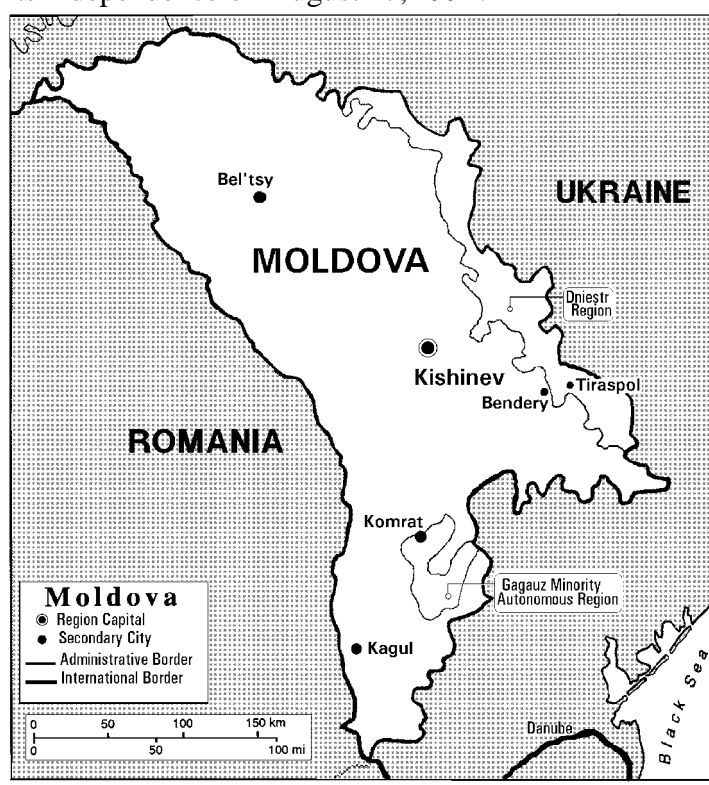 Bel'tsy
UKRAINE
MOLDOVA
Dniestr
Region
Kishinev
Tiraspol
Bendery
ROMANIA
Komrat
Gagauz Minority
Autonomous Region
Moldova
Region Capital
Secondary City
Administrative Border
International Border
Kagul
0 50 100 150 km
0 50 100 mi
Danube
Black Sea